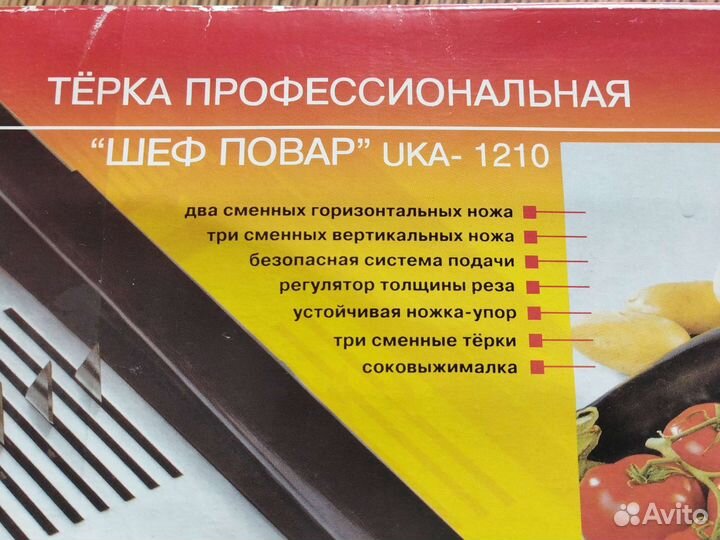 ТЁРКА ПРОФЕССИОНАЛЬНАЯ
“ШЕФ ПОВАР” UKA- 1210
два сменных горизонтальных ножа
три сменных вертикальных ножа
безопасная система подачи
регулятор толщины реза
устойчивая ножка-упор
три сменные тёрки
соковыжималка
Avito